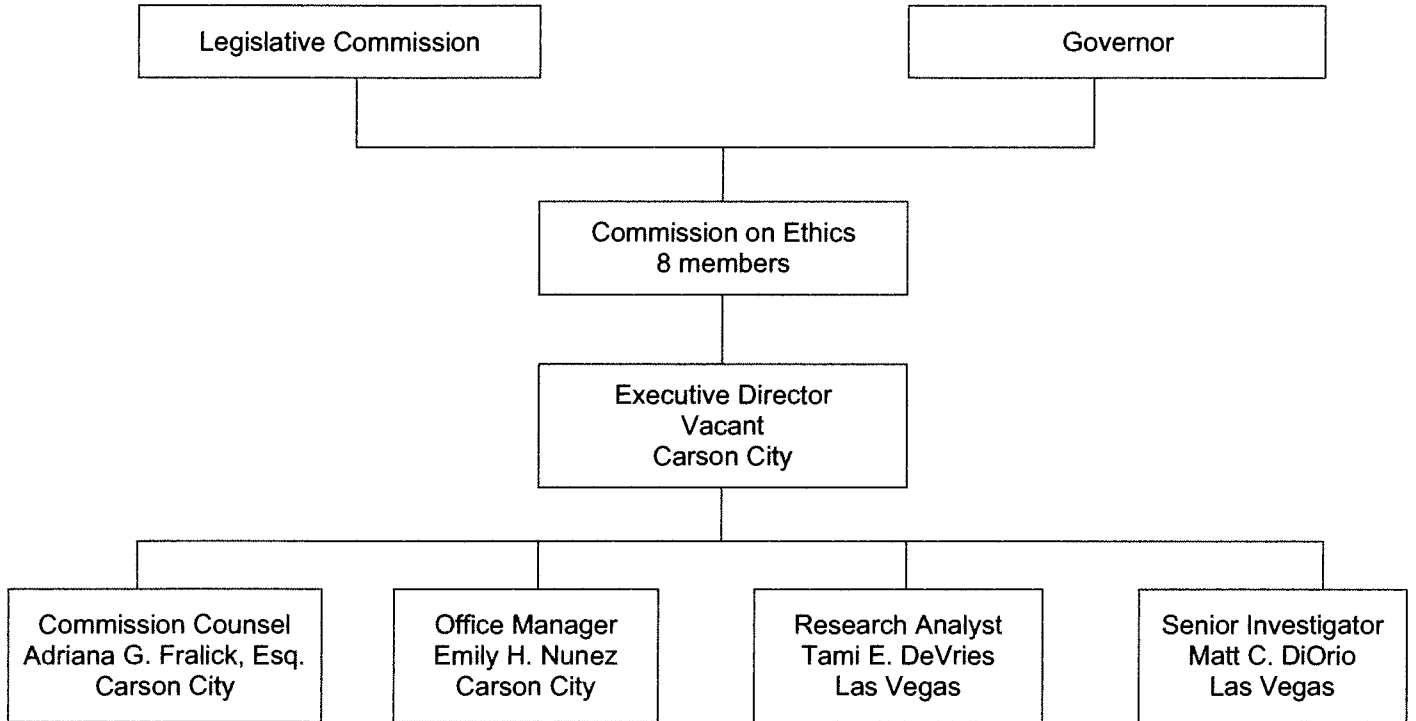 Legislative Commission
Governor
Commission on Ethics
8 members
Executive Director
Vacant
Carson City
Commission Counsel
Adriana G. Fralick, Esq.
Carson City
Office Manager
Emily H. Nunez
Carson City
Research Analyst
Tami E. DeVries
Las Vegas
Senior Investigator
Matt C. DiOrio
Las Vegas